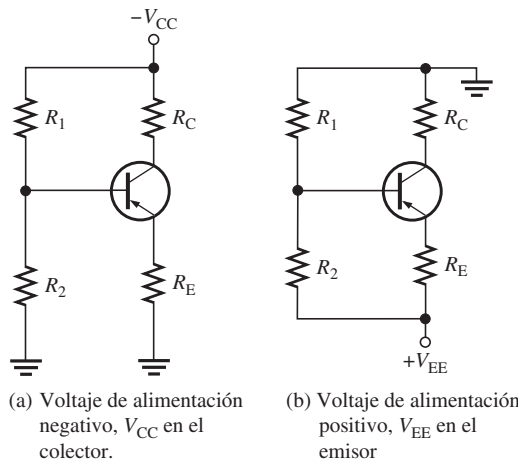 −V_CC
R_1
R_C
R_2
R_E
(a) Voltaje de alimentación
negativo, V_CC en el
colector.
R_1
R_C
R_2
R_E
+V_EE
(b) Voltaje de alimentación
positivo, V_EE en el
emisor